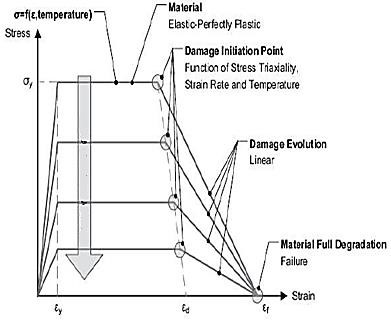 σ=f(ε,temperature)
Material
Elastic-Perfectly Plastic
Stress
σy
Damage Initiation Point
Function of Stress Triaxiality,
Strain Rate and Temperature
Damage Evolution
Linear
Material Full Degradation
Failure
Strain
εy
εd
εf